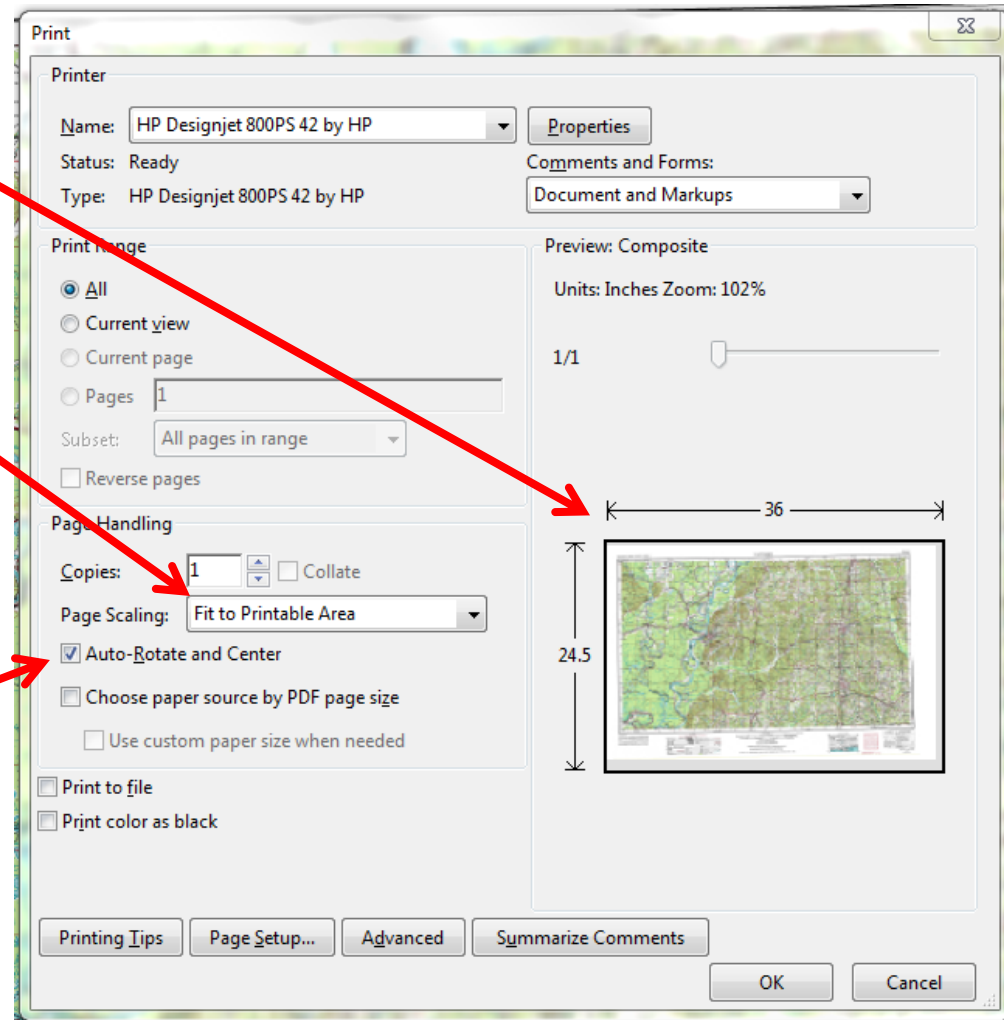 Print
Printer
Name: HP Designjet 800PS 42 by HP Properties
Status: Ready Comments and Forms:
Type: HP Designjet 800PS 42 by HP Document and Markups
Print Range
All
Current view
Current page
Pages 1
Subset: All pages in range
Reverse pages
Page Handling
Copies: 1 Collate
Page Scaling: Fit to Printable Area
Auto-Rotate and Center
Choose paper source by PDF page size
Use custom paper size when needed
Print to file
Print color as black
Preview: Composite
Units: Inches Zoom: 102%
1/1
36
24.5
Printing Tips Page Setup... Advanced Summarize Comments
OK Cancel